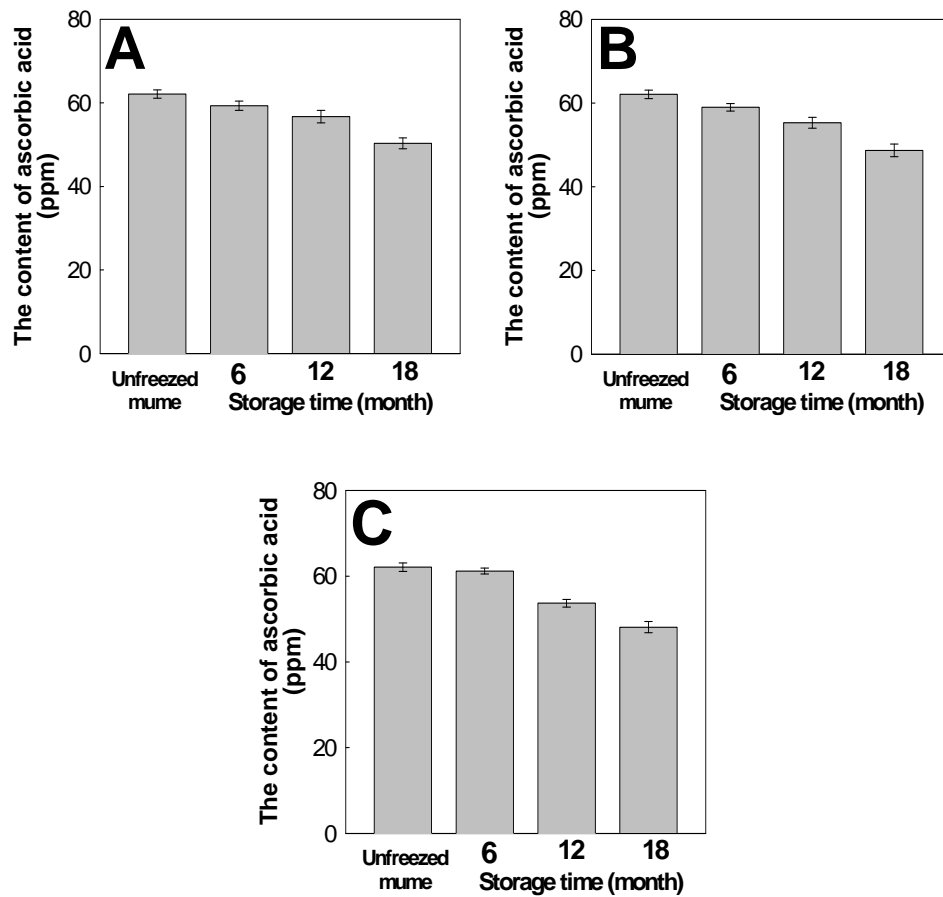 A
The content of ascorbic acid
(ppm)
80
60
40
20
0
Unfreezed
mume
6
12
18
Storage time (month)
B
The content of ascorbic acid
(ppm)
80
60
40
20
0
Unfreezed
mume
6
12
18
Storage time (month)
C
The content of ascorbic acid
(ppm)
80
60
40
20
0
Unfreezed
mume
6
12
18
Storage time (month)